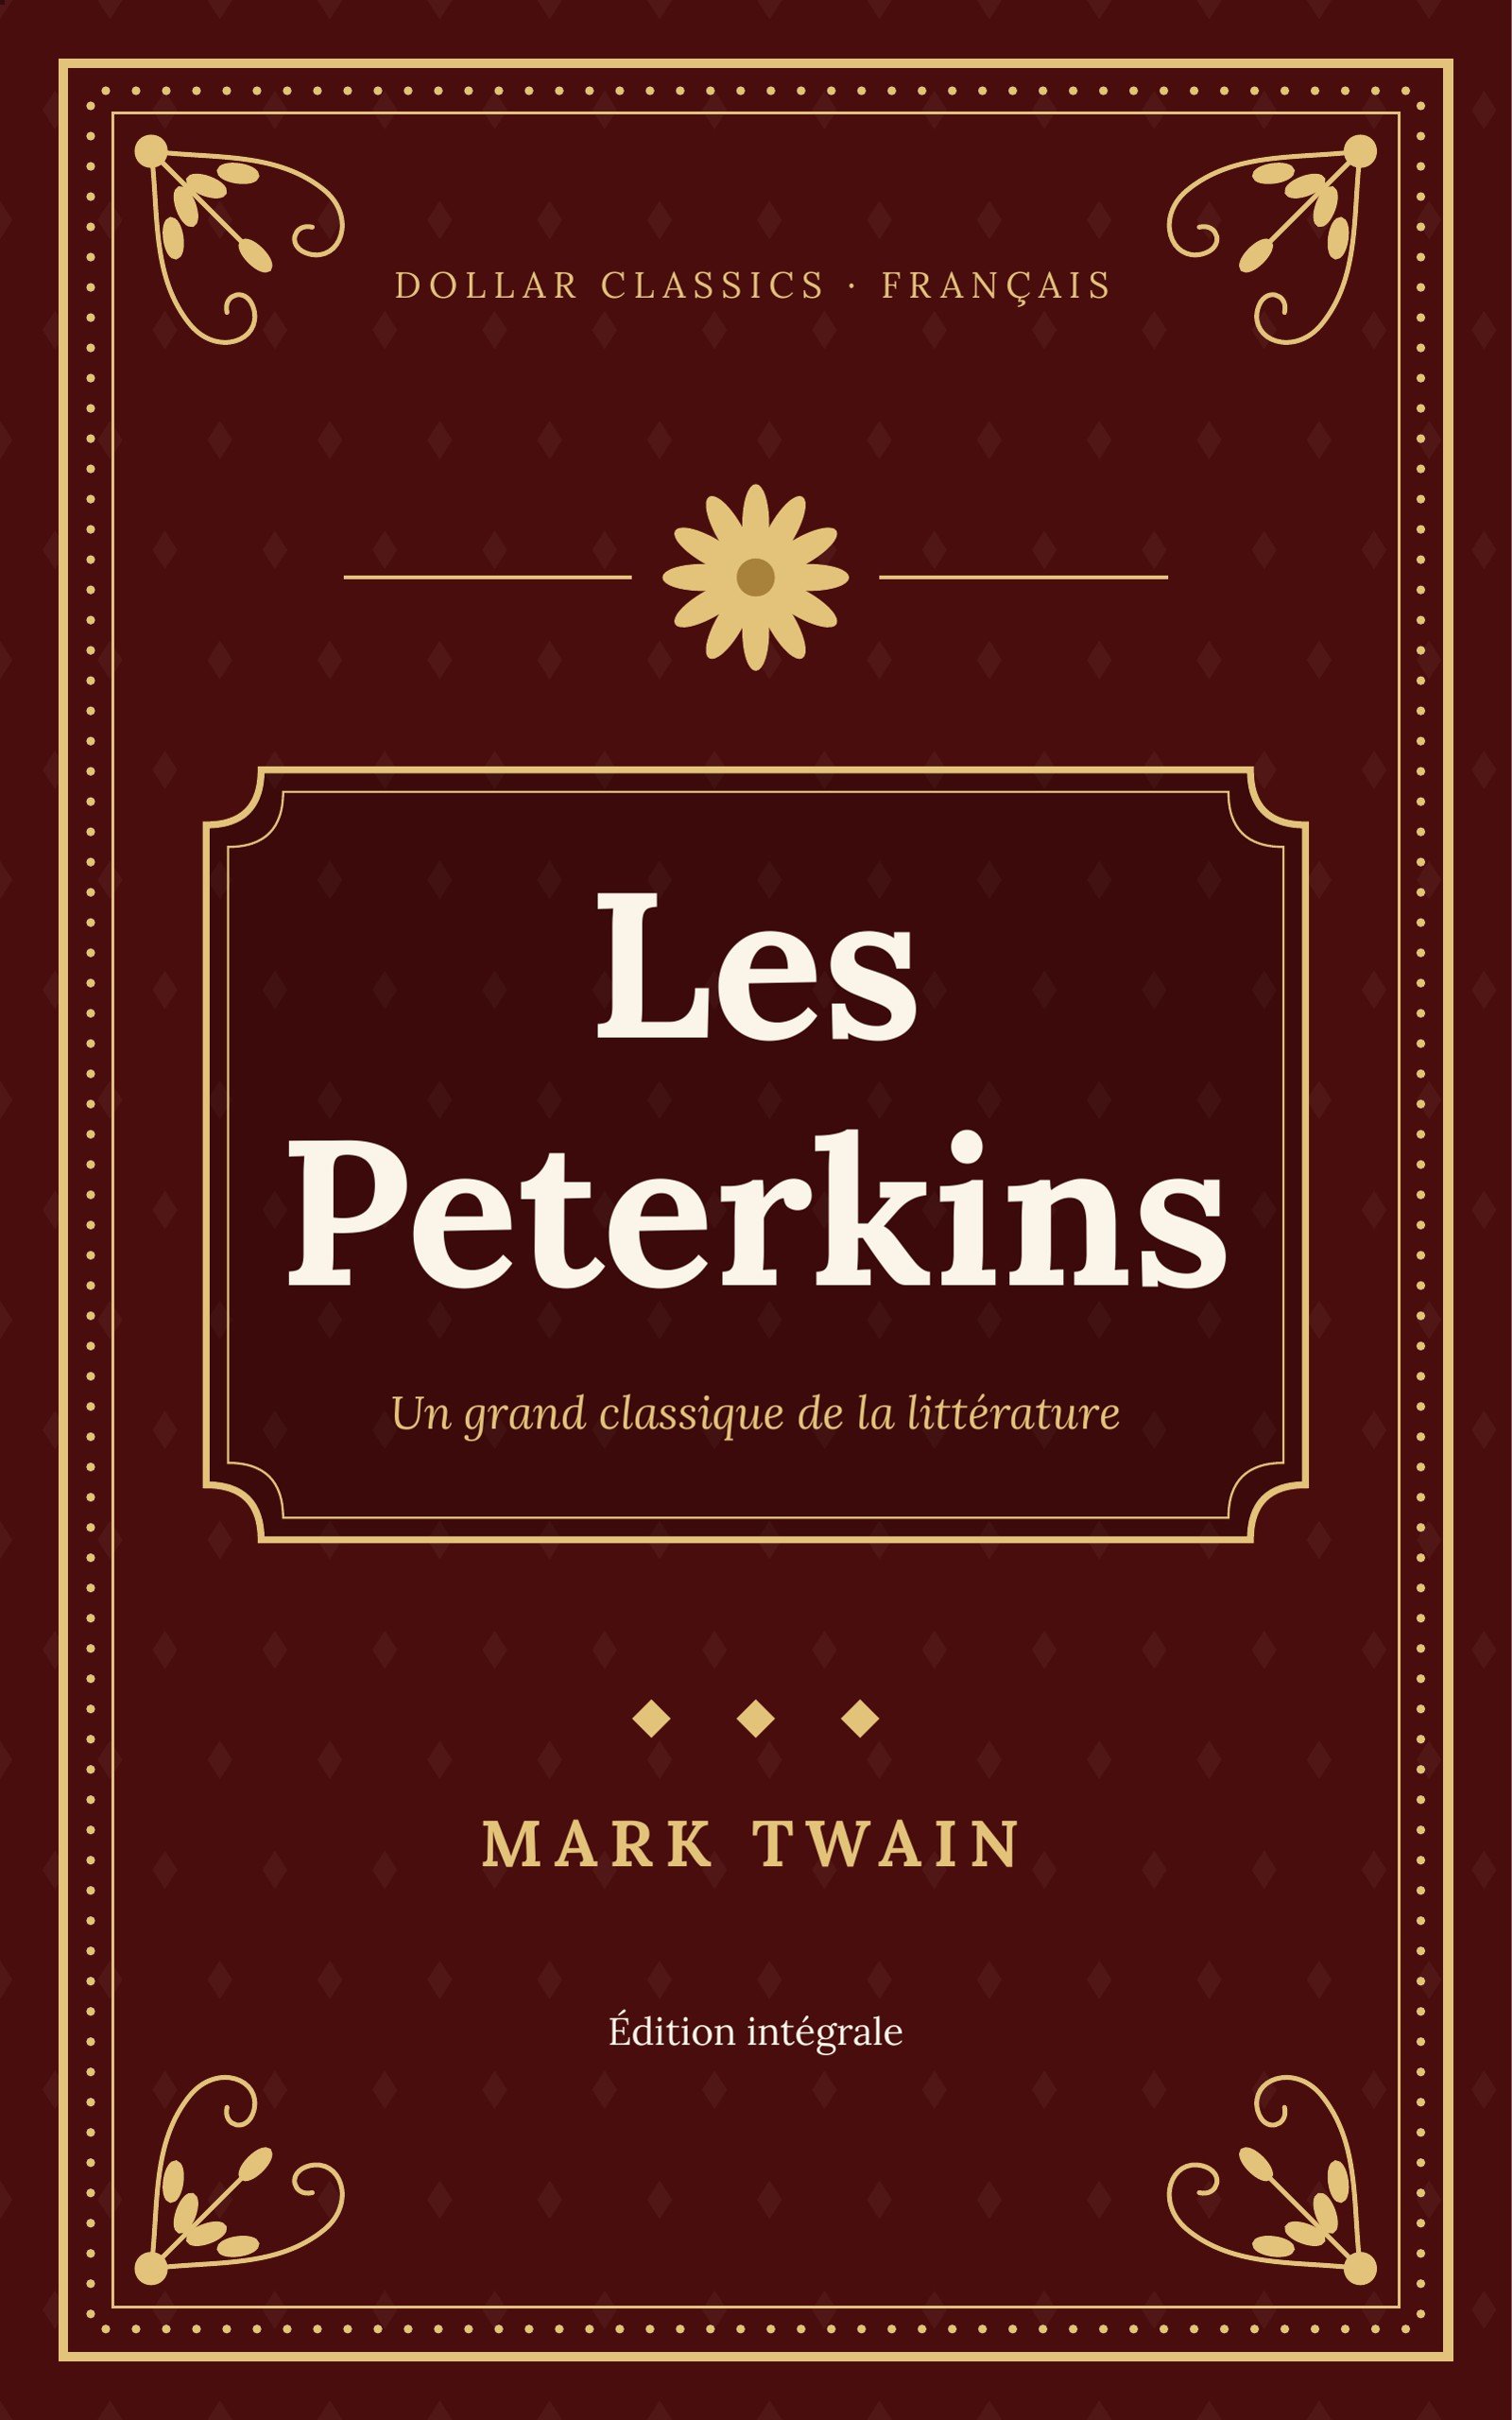 DOLLAR CLASSICS · FRANÇAIS
Les
Peterkins
Un grand classique de la littérature
MARK TWAIN
Édition intégrale